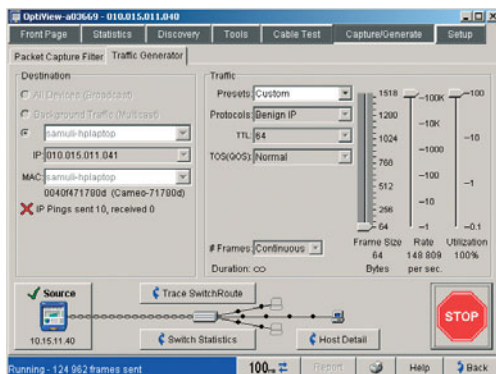 OptiView-a03669 - 010.015.011.040
Front Page Statistics Discovery Tools Cable Test Capture/Generate Setup
Packet Capture Filter Traffic Generator
Destination
All Devices (Broadcast)
Background Traffic (Multicast)
samuli-hplaptop
IP: 010.015.011.041
MAC: samuli-hplaptop
0040f471780d (Cameo-71780d)
IP Pings sent 10, received 0
Traffic
Presets: Custom
Protocols: Benign IP
TTL: 64
TOS(QOS): Normal
# Frames: Continuous
Duration: ∞
1518
1280
1024
768
512
256
64
Frame Size
64
Bytes
100K
10K
1000
100
10
1
Rate
148 809
per sec.
100
10
1
0.1
Utilization
100%
Source
10.15.11.40
Trace SwitchRoute
Switch Statistics
Host Detail
STOP
Running - 124 962 frames sent
100 Report Help Back